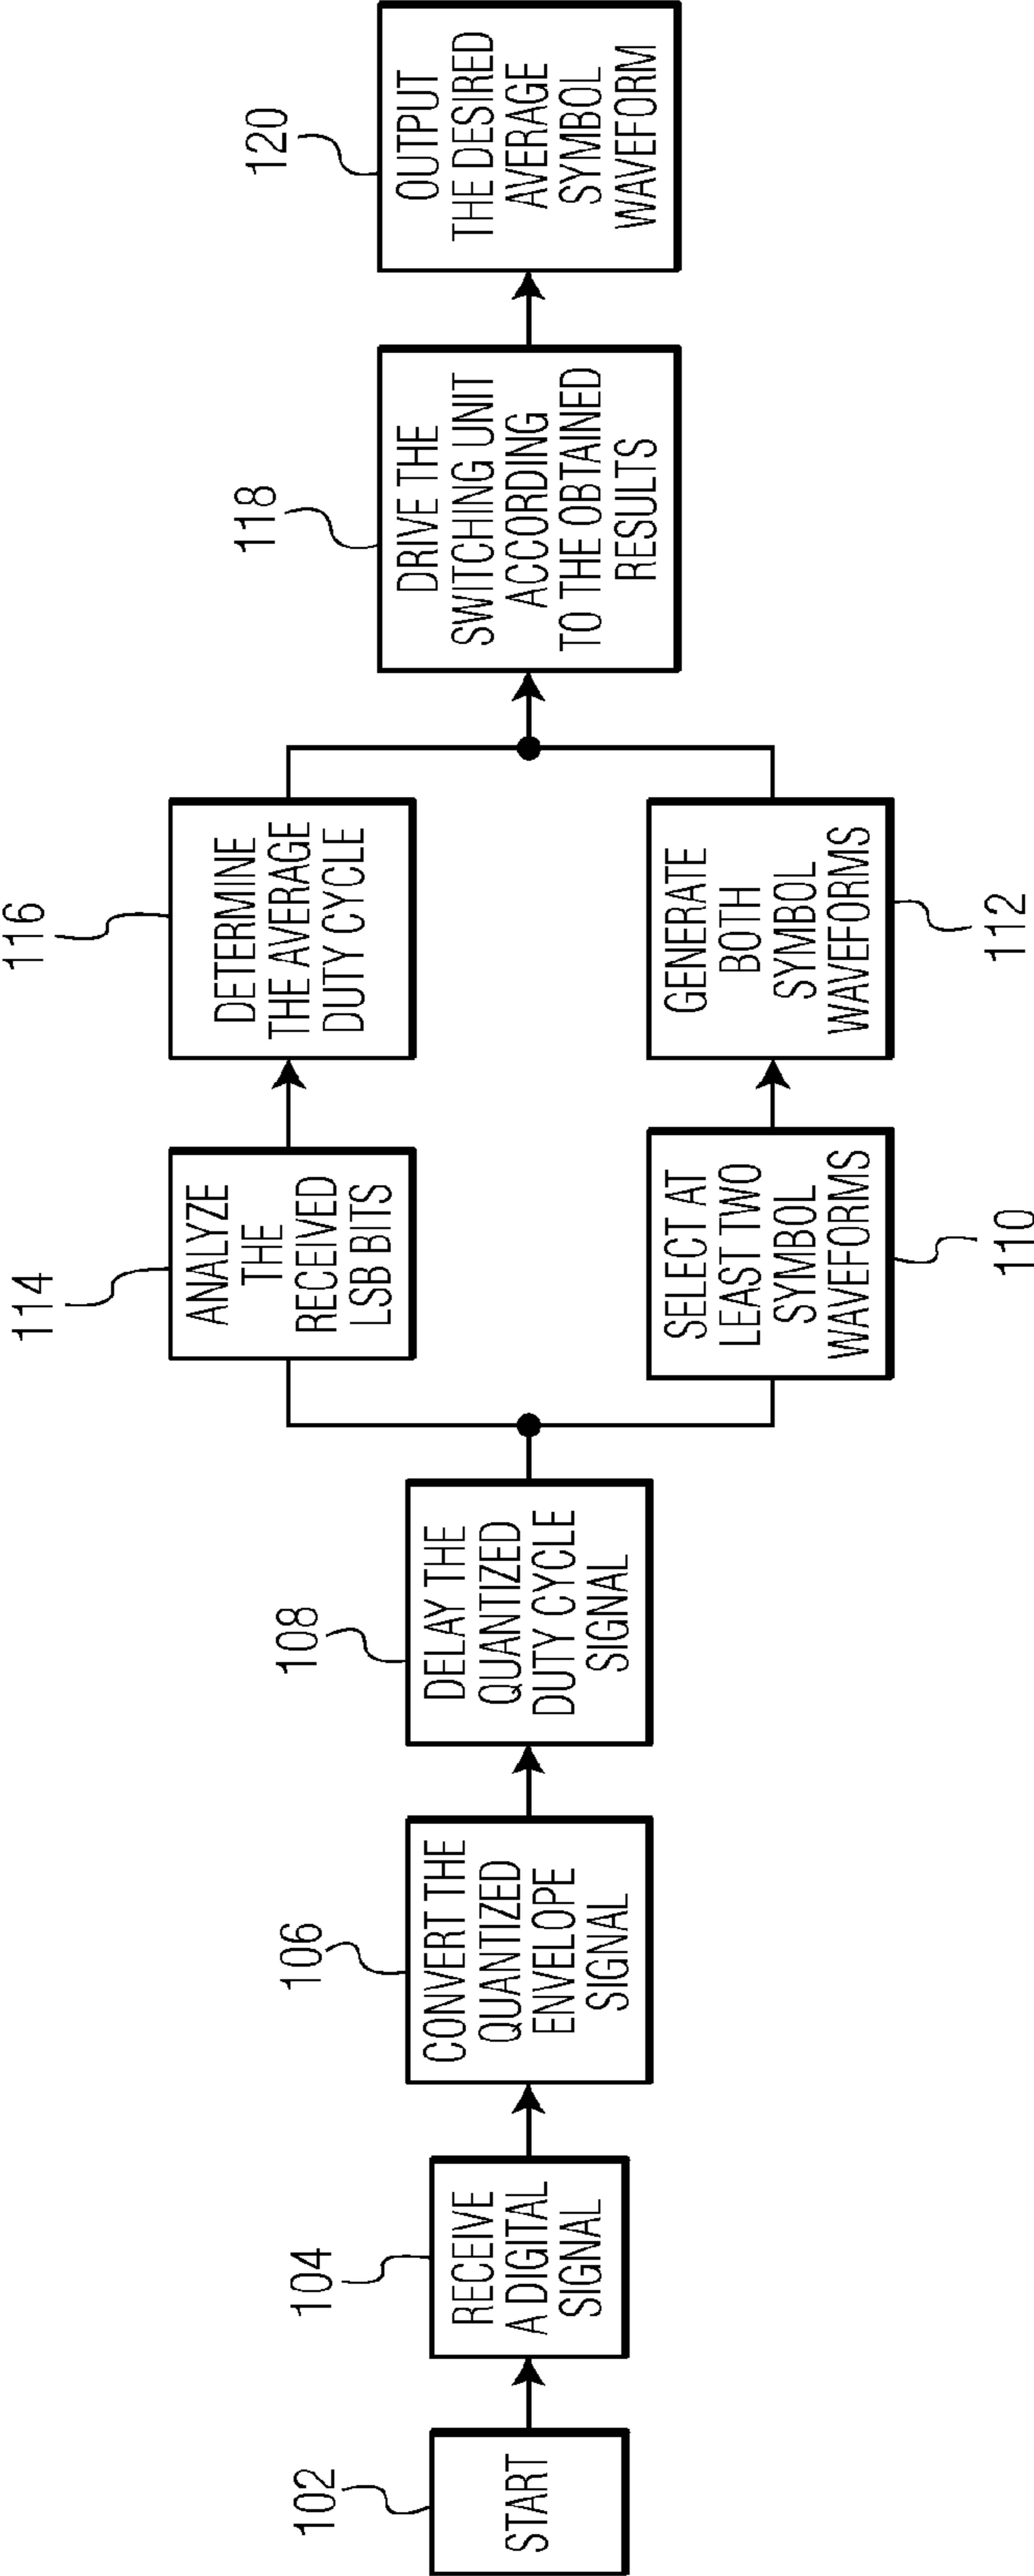 102
START
104
RECEIVE
A DIGITAL
SIGNAL
106
CONVERT THE
QUANTIZED
ENVELOPE
SIGNAL
108
DELAY THE
QUANTIZED
DUTY CYCLE
SIGNAL
114
ANALYZE
THE
RECEIVED
LSB BITS
116
DETERMINE
THE AVERAGE
DUTY CYCLE
SELECT AT
LEAST TWO
SYMBOL
WAVEFORMS
110
GENERATE
BOTH
SYMBOL
WAVEFORMS
112
118
DRIVE THE
SWITCHING UNIT
ACCORDING
TO THE OBTAINED
RESULTS
120
OUTPUT
THE DESIRED
AVERAGE
SYMBOL
WAVEFORM